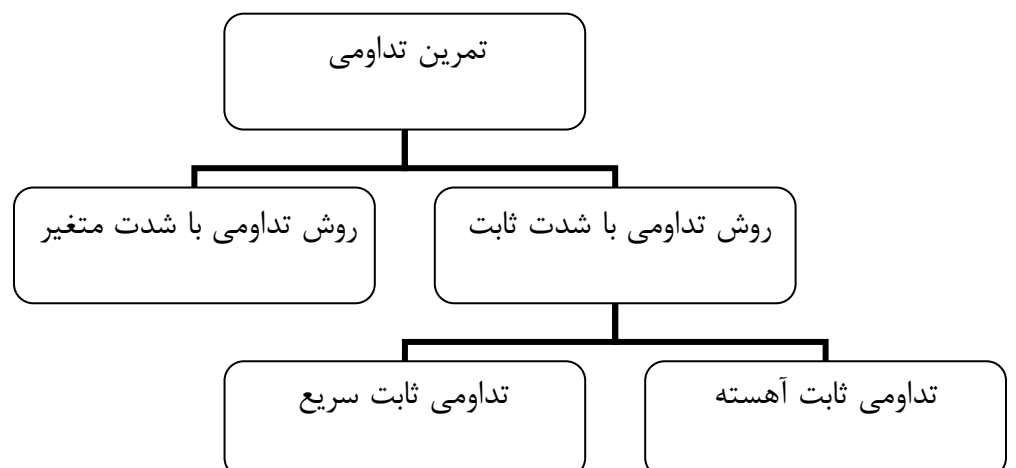 تمرین تداومی
روش تداومی با شدت ثابت
روش تداومی با شدت متغیر
تداومی ثابت آهسته
تداومی ثابت سریع